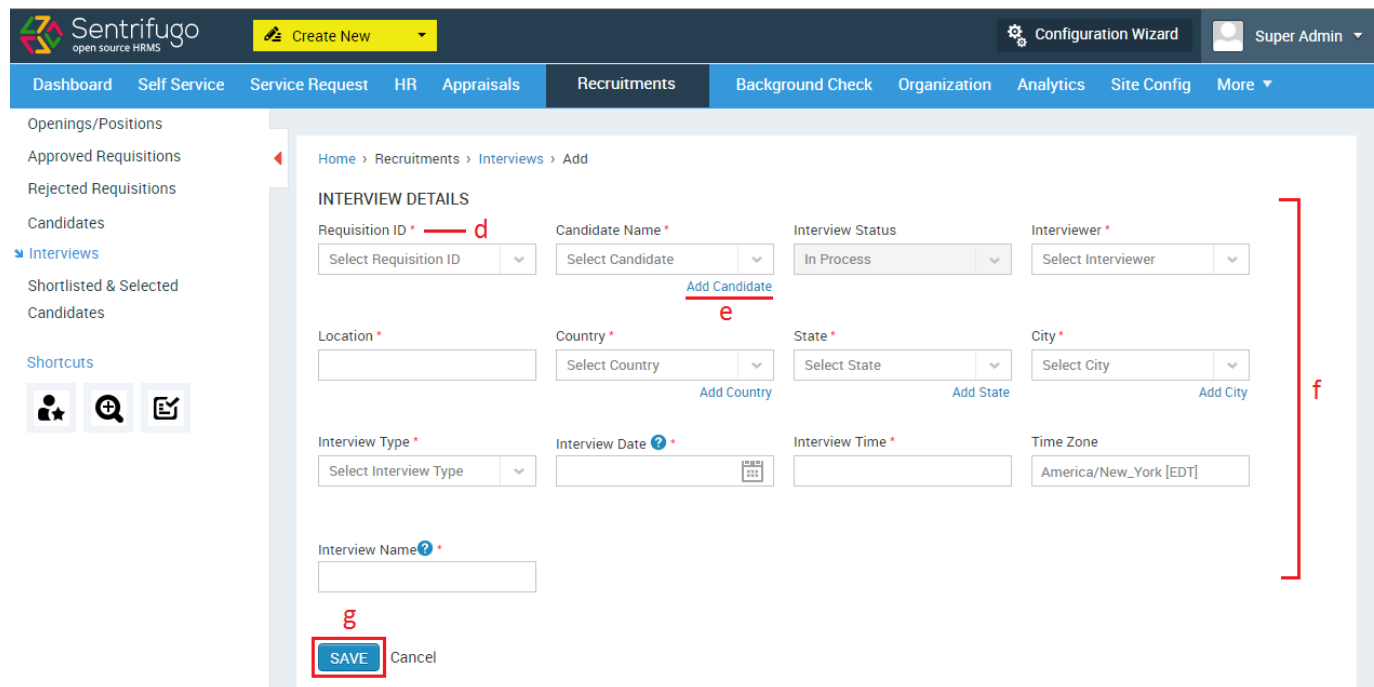 Sentrifugo
open source HRMS
Create New
Configuration Wizard
Super Admin
Dashboard Self Service Service Request HR Appraisals Recruitments Background Check Organization Analytics Site Config More
Openings/Positions
Approved Requisitions
Rejected Requisitions
Candidates
Interviews
Shortlisted & Selected
Candidates
Shortcuts
Home › Recruitments › Interviews › Add
INTERVIEW DETAILS
Requisition ID * d Candidate Name * Interview Status Interviewer *
Select Requisition ID Select Candidate In Process Select Interviewer
Add Candidate
e
Location * Country * State * City *
Select Country Select State Select City
Add Country Add State Add City
f
Interview Type * Interview Date ? * Interview Time * Time Zone
Select Interview Type America/New_York [EDT]
Interview Name ? *
g
SAVE Cancel